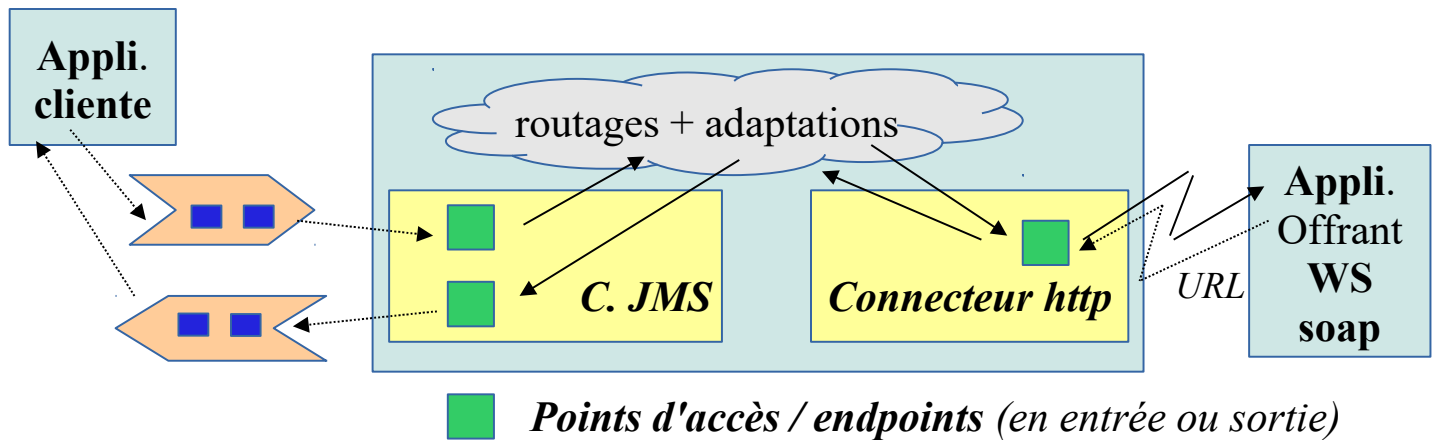 Appli.
cliente
routages + adaptations
C. JMS
Connecteur http
URL
Appli.
Offrant
WS
soap
Points d'accès / endpoints (en entrée ou sortie)